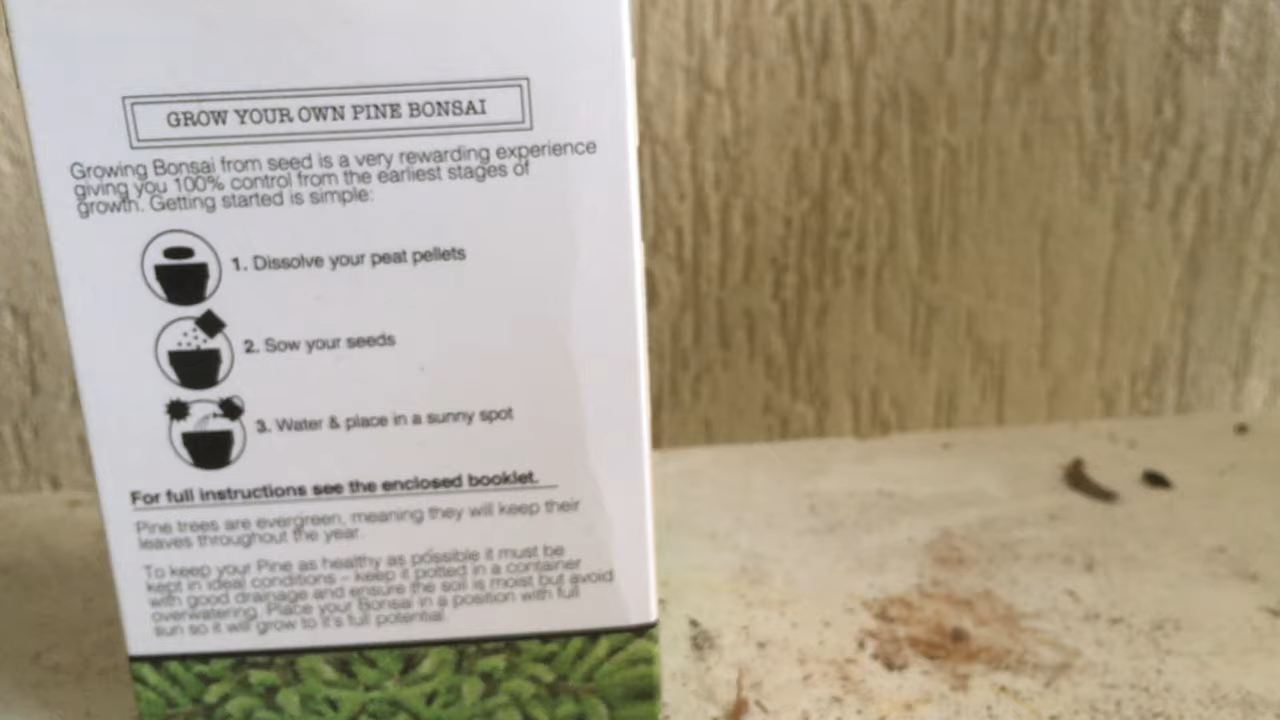 GROW YOUR OWN PINE BONSAI
Growing Bonsai from seed is a very rewarding experience
giving you 100% control from the earliest stages of
growth. Getting started is simple:
1. Dissolve your peat pellets
2. Sow your seeds
3. Water & place in a sunny spot
For full instructions see the enclosed booklet.
Pine trees are evergreen, meaning they will keep their
leaves throughout the year.
To keep your Pine as healthy as possible it must be
kept in ideal conditions – keep it potted in a container
with good drainage and ensure the soil is moist but avoid
overwatering. Place your Bonsai in a position with full
sun so it will grow to it's full potential.